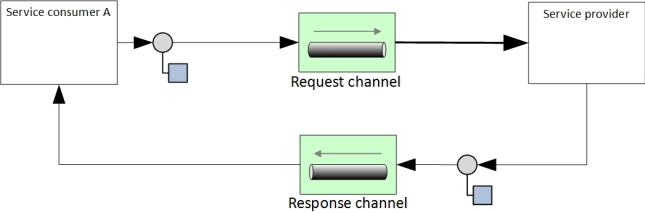 Service consumer A
Service provider
Request channel
Response channel